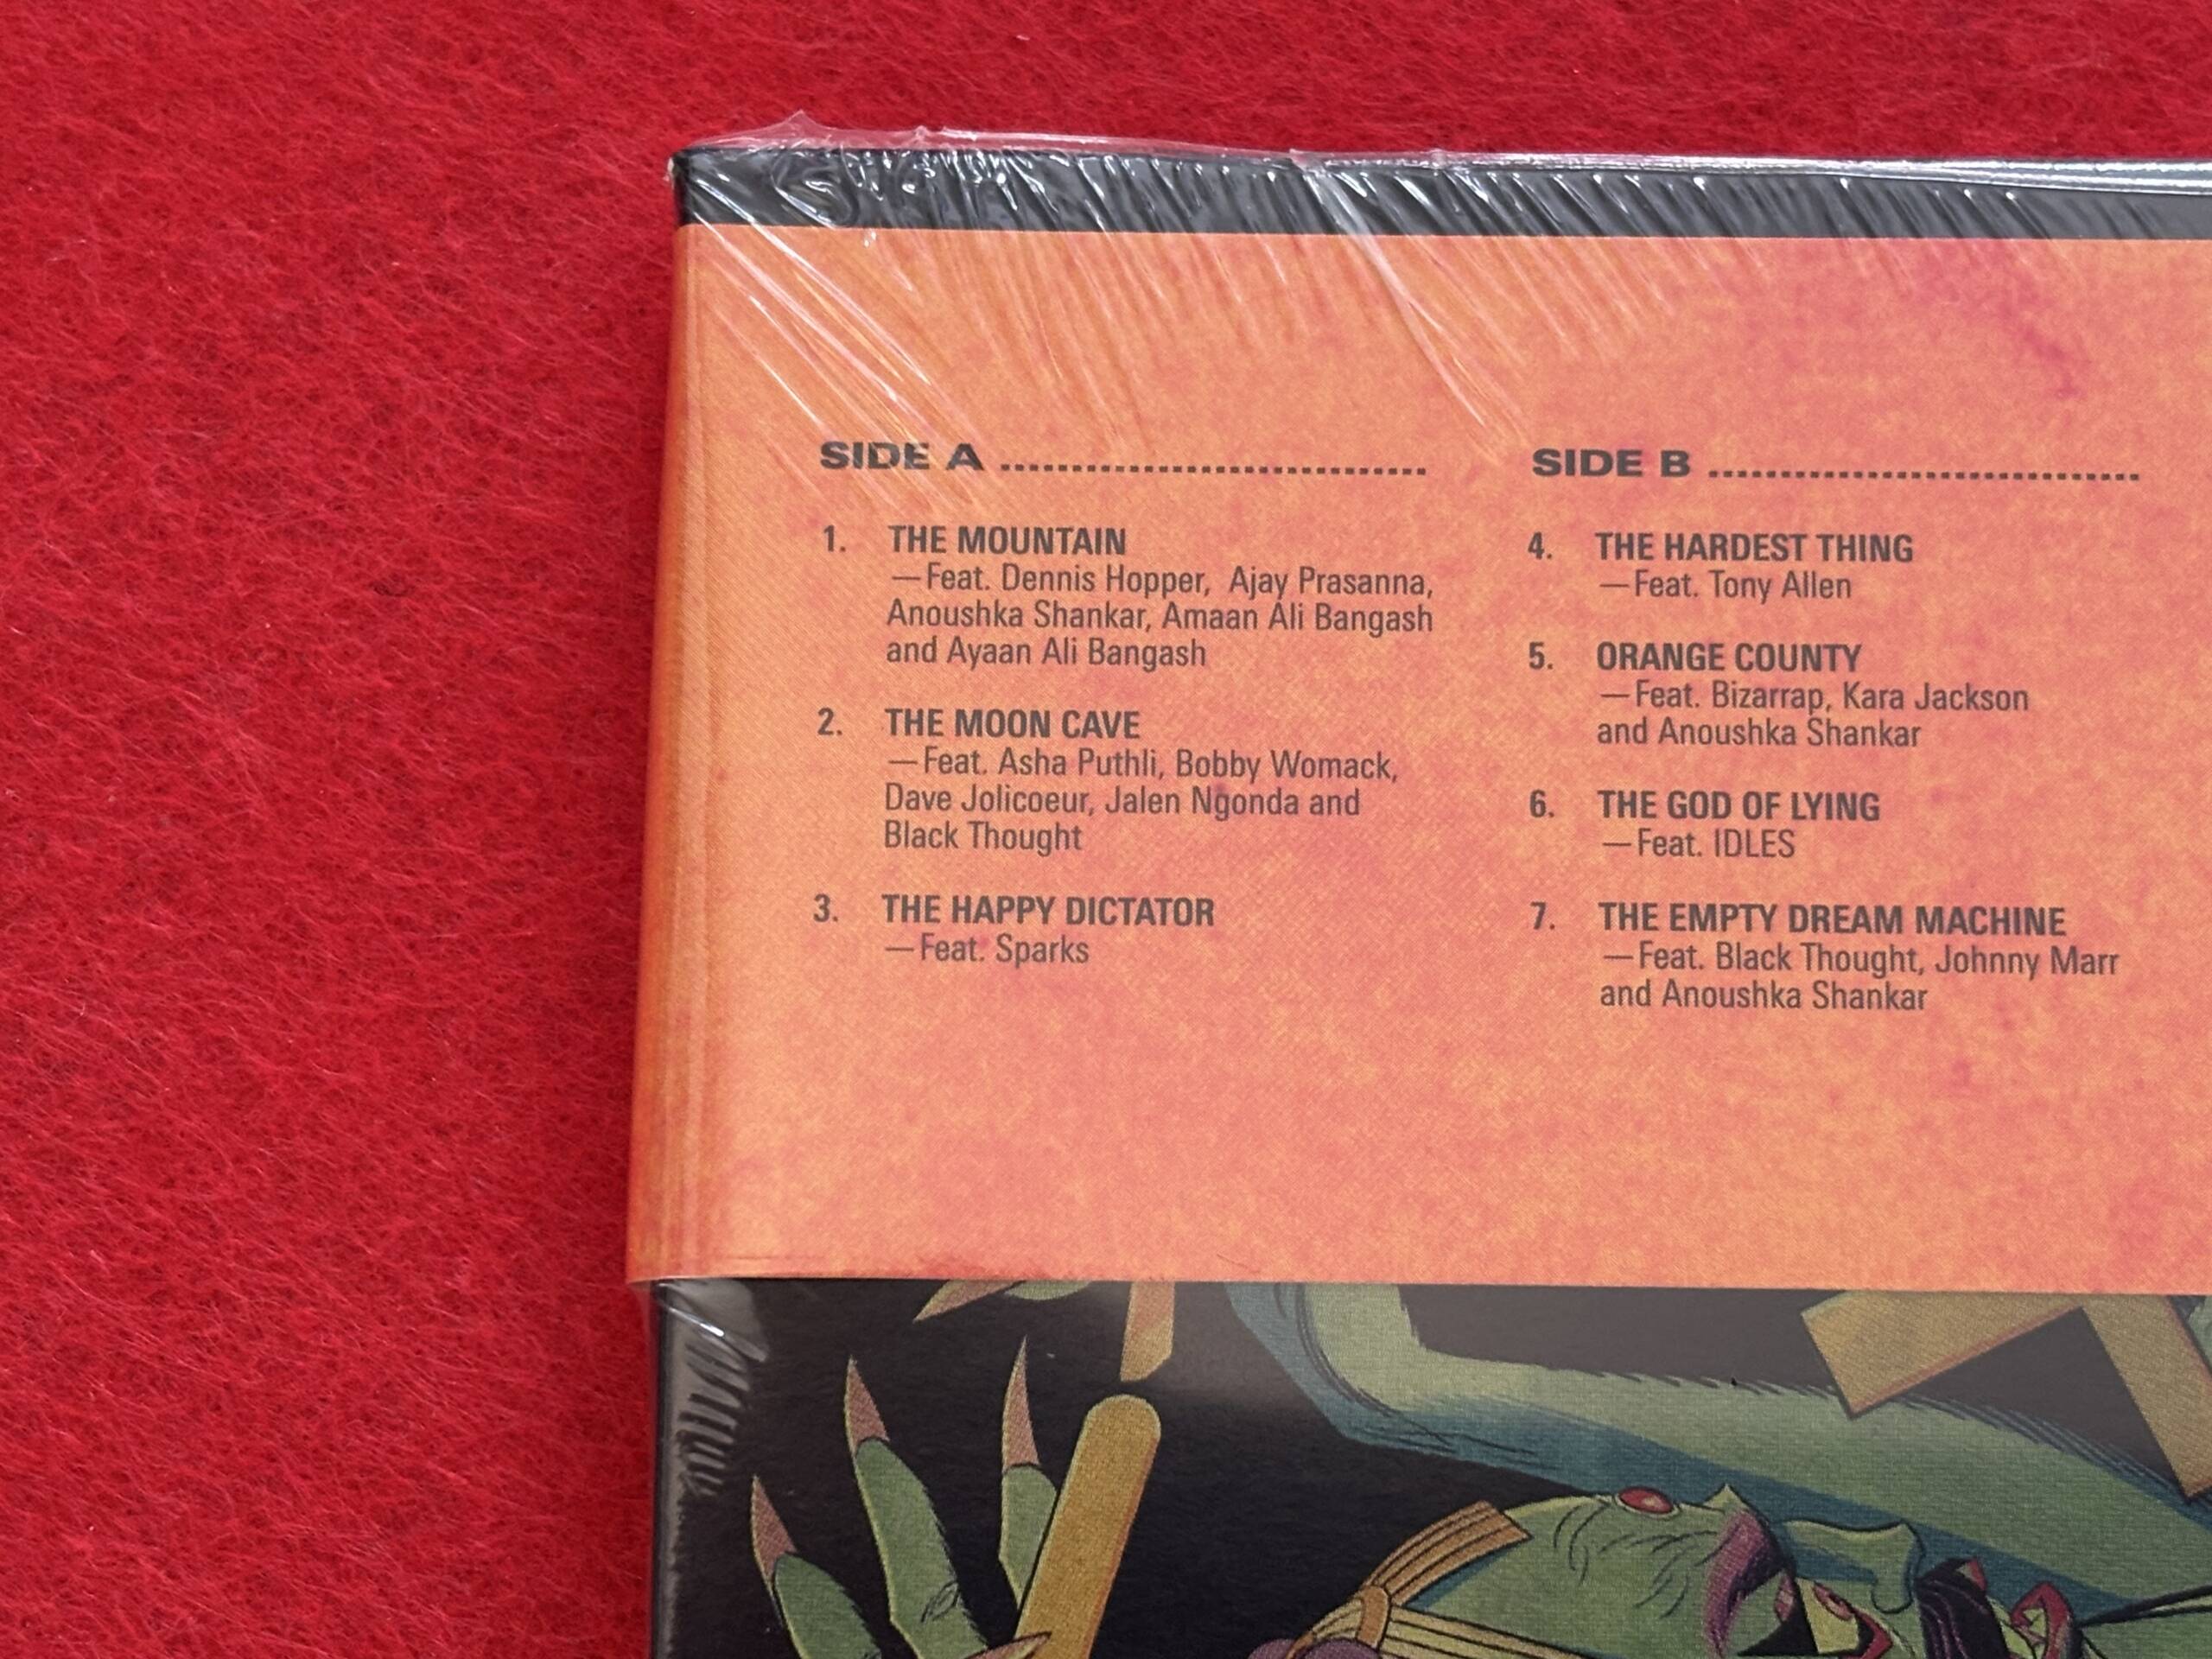 SIDE A
1. THE MOUNTAIN
—Feat. Dennis Hopper, Ajay Prasanna,
Anoushka Shankar, Amaan Ali Bangash
and Ayaan Ali Bangash
2. THE MOON CAVE
—Feat. Asha Puthli, Bobby Womack,
Dave Jolicoeur, Jalen Ngonda and
Black Thought
3. THE HAPPY DICTATOR
—Feat. Sparks
SIDE B
4. THE HARDEST THING
—Feat. Tony Allen
5. ORANGE COUNTY
—Feat. Bizarrap, Kara Jackson
and Anoushka Shankar
6. THE GOD OF LYING
—Feat. IDLES
7. THE EMPTY DREAM MACHINE
—Feat. Black Thought, Johnny Marr
and Anoushka Shankar